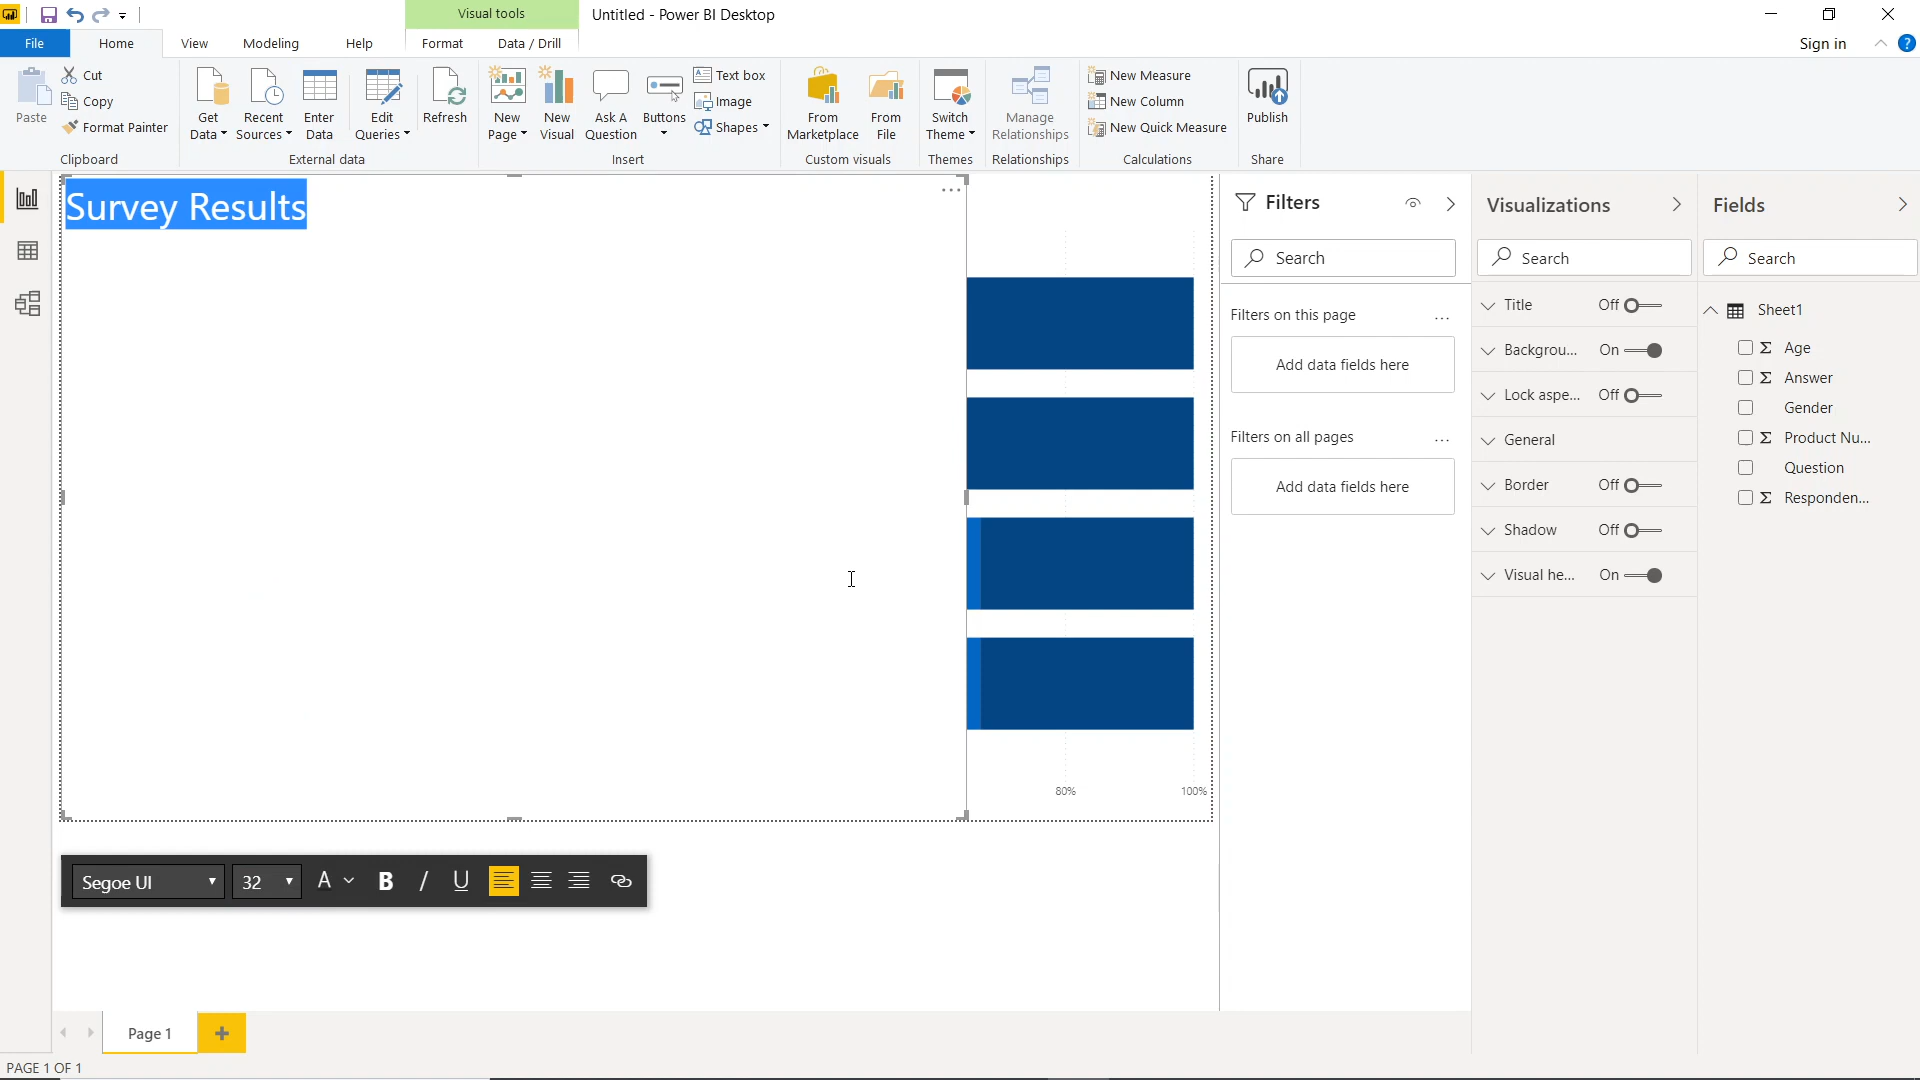 Visual tools
Untitled - Power BI Desktop
File
Home
View
Modeling
Help
Format
Data / Drill
Sign in
?
Paste
Cut
Copy
Format Painter
Clipboard
Get Data
Recent Sources
Enter Data
Edit Queries
Refresh
External data
New Page
New Visual
Ask A Question
Buttons
Text box
Image
Shapes
Insert
From Marketplace
From File
Custom visuals
Switch Theme
Themes
Manage Relationships
Relationships
New Measure
New Column
New Quick Measure
Calculations
Publish
Share
Survey Results
80%
100%
Segoe UI
32
A
B
/
U
Filters
Search
Filters on this page
...
Add data fields here
Filters on all pages
...
Add data fields here
Visualizations
Search
Title Off
Backgrou... On
Lock aspe... Off
General
Border Off
Shadow Off
Visual he... On
Fields
Search
Sheet1
Σ Age
Σ Answer
Gender
Σ Product Nu...
Question
Σ Responden...
Page 1
+
PAGE 1 OF 1